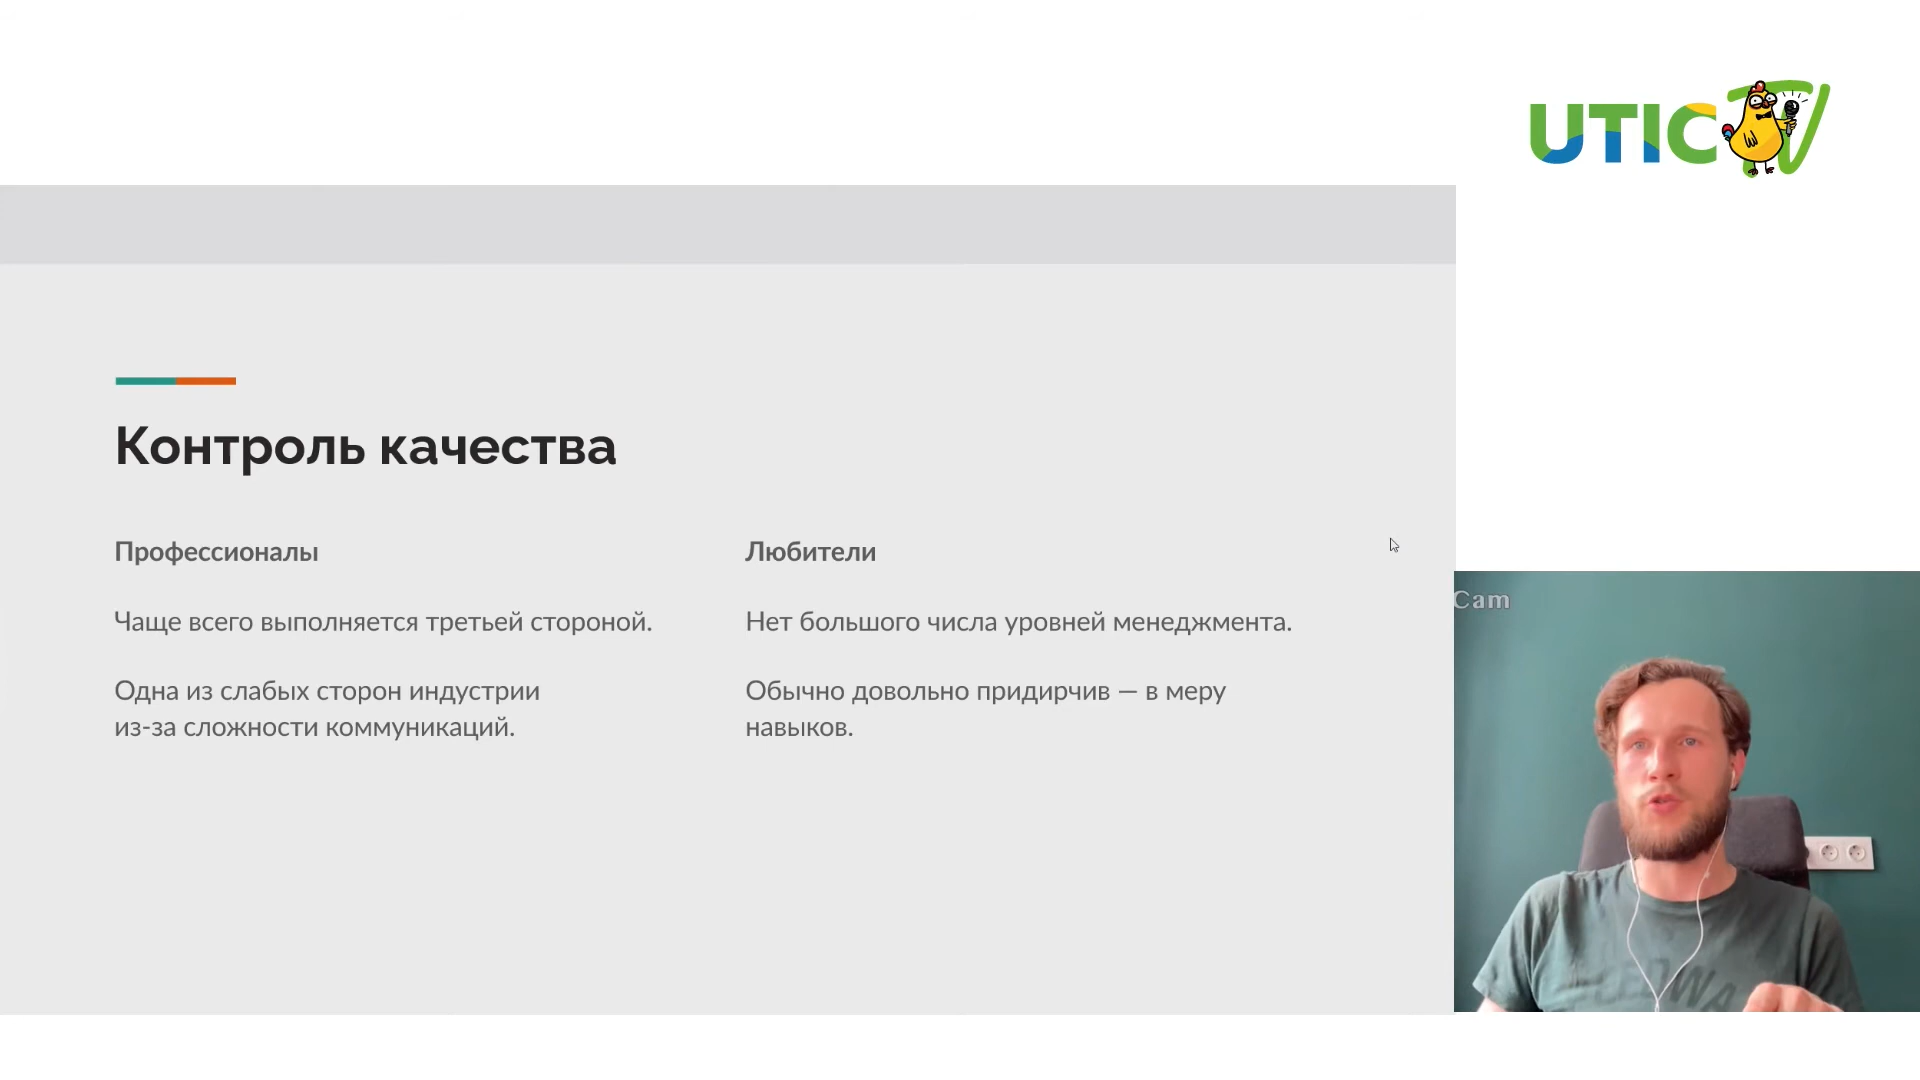 UTIC TV
Контроль качества
Профессионалы
Чаще всего выполняется третьей стороной.
Одна из слабых сторон индустрии
из-за сложности коммуникаций.
Любители
Нет большого числа уровней менеджмента.
Обычно довольно придирчив — в меру
навыков.
Cam